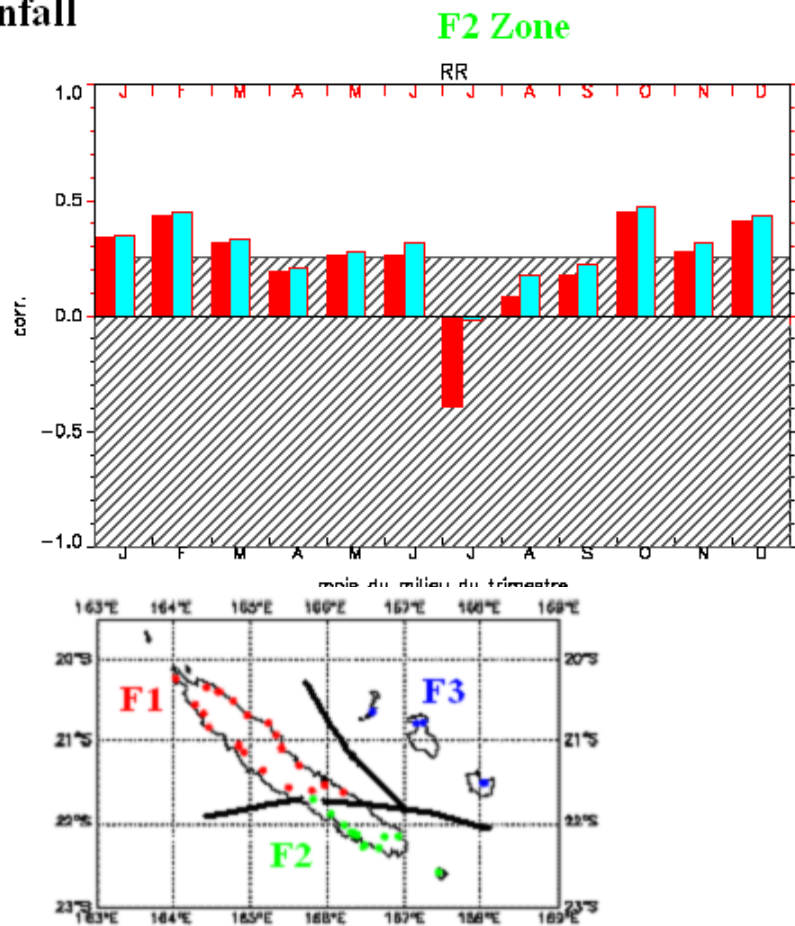 nfall
F2 Zone
RR
J F M A M J J A S O N D
1.0
0.5
0.0
corr.
-0.5
-1.0
J F M A M J J A S O N D
mois du milieu du trimestre
163°E 164°E 165°E 166°E 167°E 168°E 169°E
20°S 20°S
F1 F3
21°S 21°S
22°S 22°S
F2
23°S 23°S
163°E 164°E 165°E 166°E 167°E 168°E 169°E